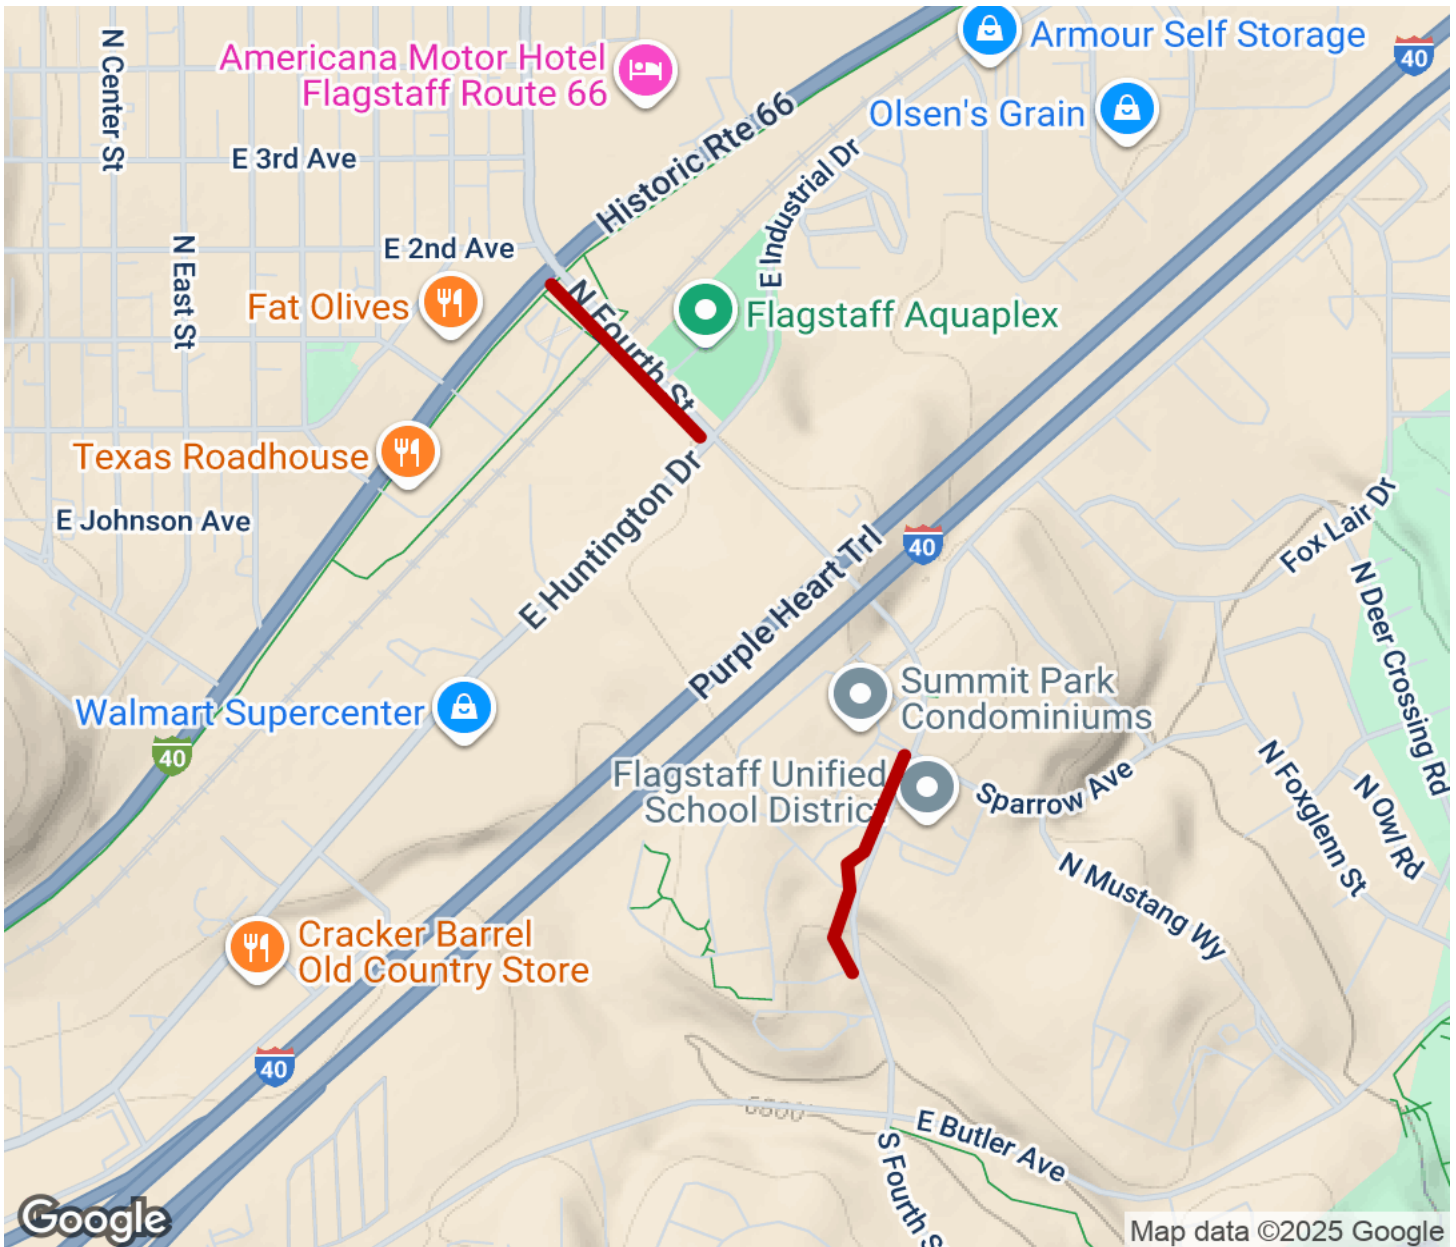 N Center St
Americana Motor Hotel
Flagstaff Route 66
Armour Self Storage
40
Olsen's Grain
E 3rd Ave
Historic Rte 66
E Industrial Dr
E 2nd Ave
N East St
Fat Olives
N Fourth St
Flagstaff Aquaplex
Texas Roadhouse
E Johnson Ave
E Huntington Dr
Purple Heart Trl
40
Fox Lair Dr
N Deer Crossing Rd
Summit Park
Condominiums
Walmart Supercenter
40
Flagstaff Unified
School District
Sparrow Ave
N Foxglenn St
N Owl Rd
N Mustang Wy
Cracker Barrel
Old Country Store
40
6800
E Butler Ave
S Fourth S
Google
Map data ©2025 Google